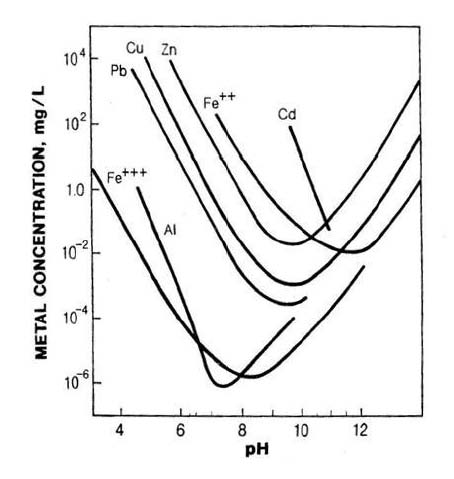 METAL CONCENTRATION, mg/L
10⁴
10²
1.0
10⁻²
10⁻⁴
10⁻⁶
Cu Zn
Pb
Fe⁺⁺
Cd
Fe⁺⁺⁺
Al
4 6 8 10 12
pH